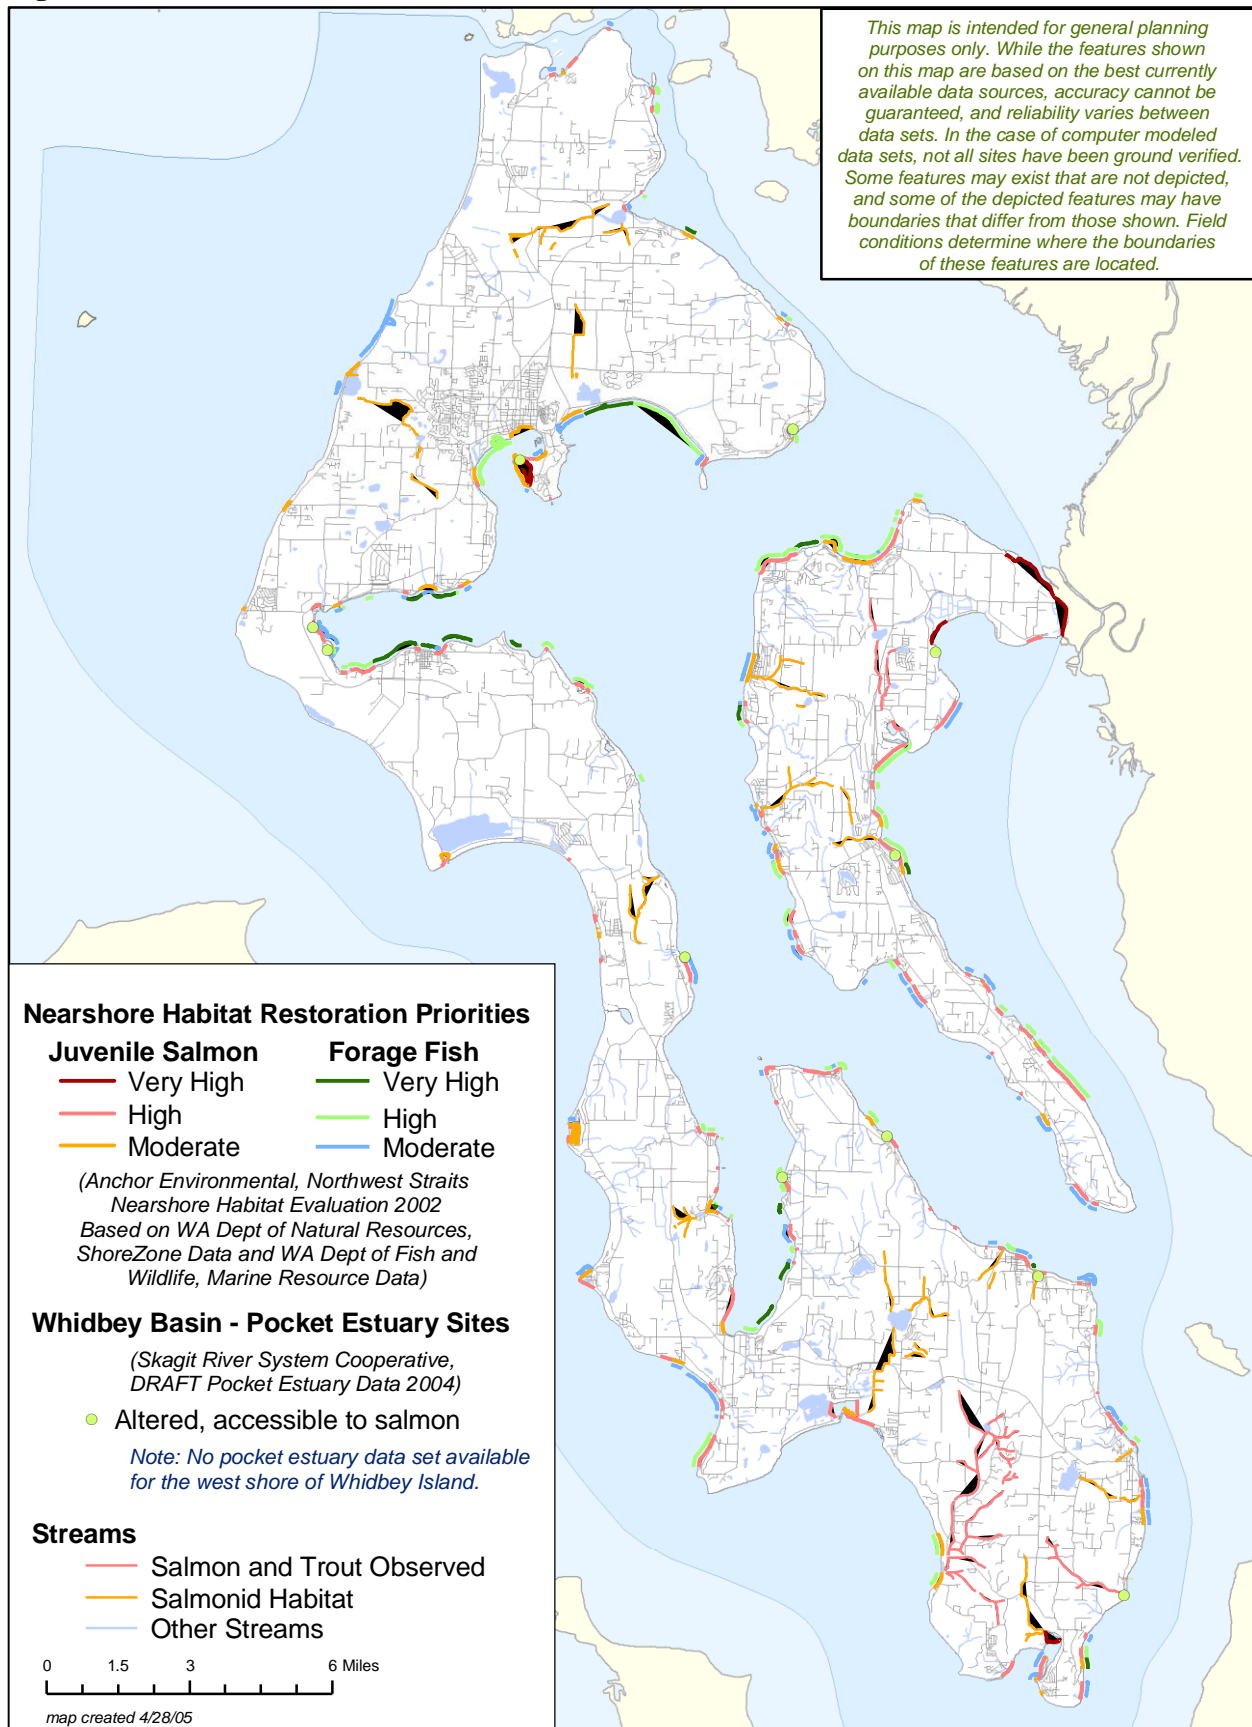 This map is intended for general planning
purposes only. While the features shown
on this map are based on the best currently
available data sources, accuracy cannot be
guaranteed, and reliability varies between
data sets. In the case of computer modeled
data sets, not all sites have been ground verified.
Some features may exist that are not depicted,
and some of the depicted features may have
boundaries that differ from those shown. Field
conditions determine where the boundaries
of these features are located.
Nearshore Habitat Restoration Priorities
Juvenile Salmon Forage Fish
Very High Very High
High High
Moderate Moderate
(Anchor Environmental, Northwest Straits
Nearshore Habitat Evaluation 2002
Based on WA Dept of Natural Resources,
ShoreZone Data and WA Dept of Fish and
Wildlife, Marine Resource Data)
Whidbey Basin - Pocket Estuary Sites
(Skagit River System Cooperative,
DRAFT Pocket Estuary Data 2004)
Altered, accessible to salmon
Note: No pocket estuary data set available
for the west shore of Whidbey Island.
Streams
Salmon and Trout Observed
Salmonid Habitat
Other Streams
0 1.5 3 6 Miles
map created 4/28/05